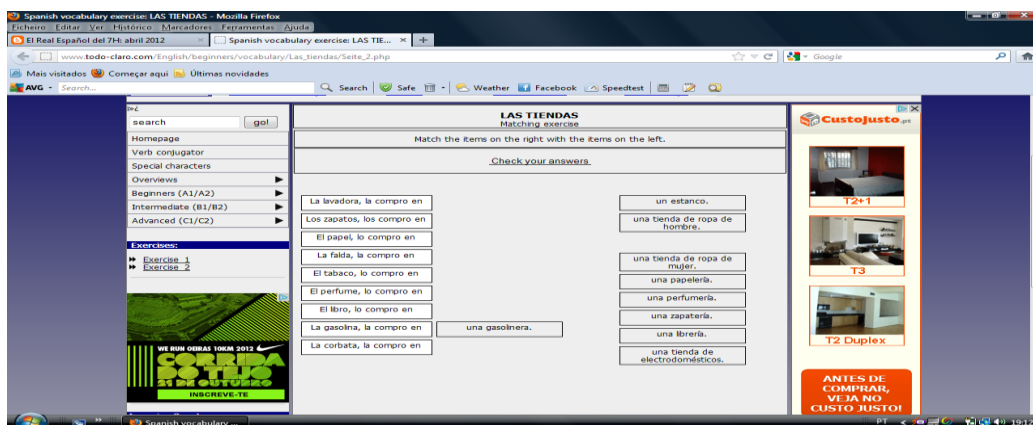 Spanish vocabulary exercise: LAS TIENDAS - Mozilla Firefox
Ficheiro Editar Ver Histórico Marcadores Ferramentas Ajuda
El Real Español del 7H: abril 2012
Spanish vocabulary exercise: LAS TIE...
www.todo-claro.com/English/beginners/vocabulary/Las_tiendas/Seite_2.php
Google
Mais visitados Começar aqui Últimas novidades
AVG Search... Search Safe Weather Facebook Speedtest
search go!
Homepage
Verb conjugator
Special characters
Overviews
Beginners (A1/A2)
Intermediate (B1/B2)
Advanced (C1/C2)
Exercises:
Exercise 1
Exercise 2
WE RUN OEIRAS 10KM 2012
CORRIDA
DO TEJO
21 DE OUTUBRO
INSCREVE-TE
LAS TIENDAS
Matching exercise
Match the items on the right with the items on the left.
Check your answers
La lavadora, la compro en
Los zapatos, los compro en
El papel, lo compro en
La falda, la compro en
El tabaco, lo compro en
El perfume, lo compro en
El libro, lo compro en
La gasolina, la compro en
una gasolinera.
La corbata, la compro en
un estanco.
una tienda de ropa de
hombre.
una tienda de ropa de
mujer.
una papelería.
una perfumería.
una zapatería.
una librería.
una tienda de
electrodomésticos.
CustoJusto.pt
T2+1
T3
T2 Duplex
ANTES DE
COMPRAR,
VEJA NO
CUSTO JUSTO!
Spanish vocabulary ...
PT
19:12